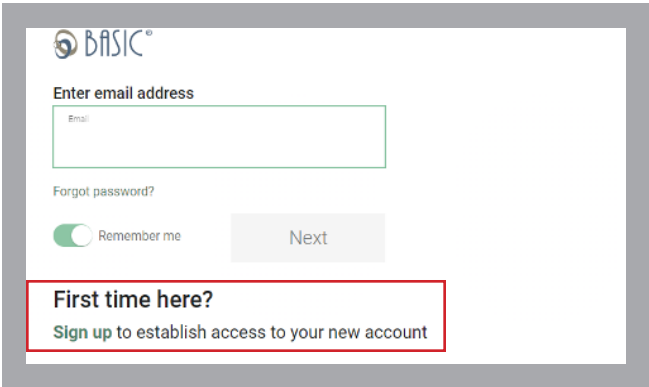 BASIC®
Enter email address
Email
Forgot password?
Remember me
Next
First time here?
Sign up to establish access to your new account